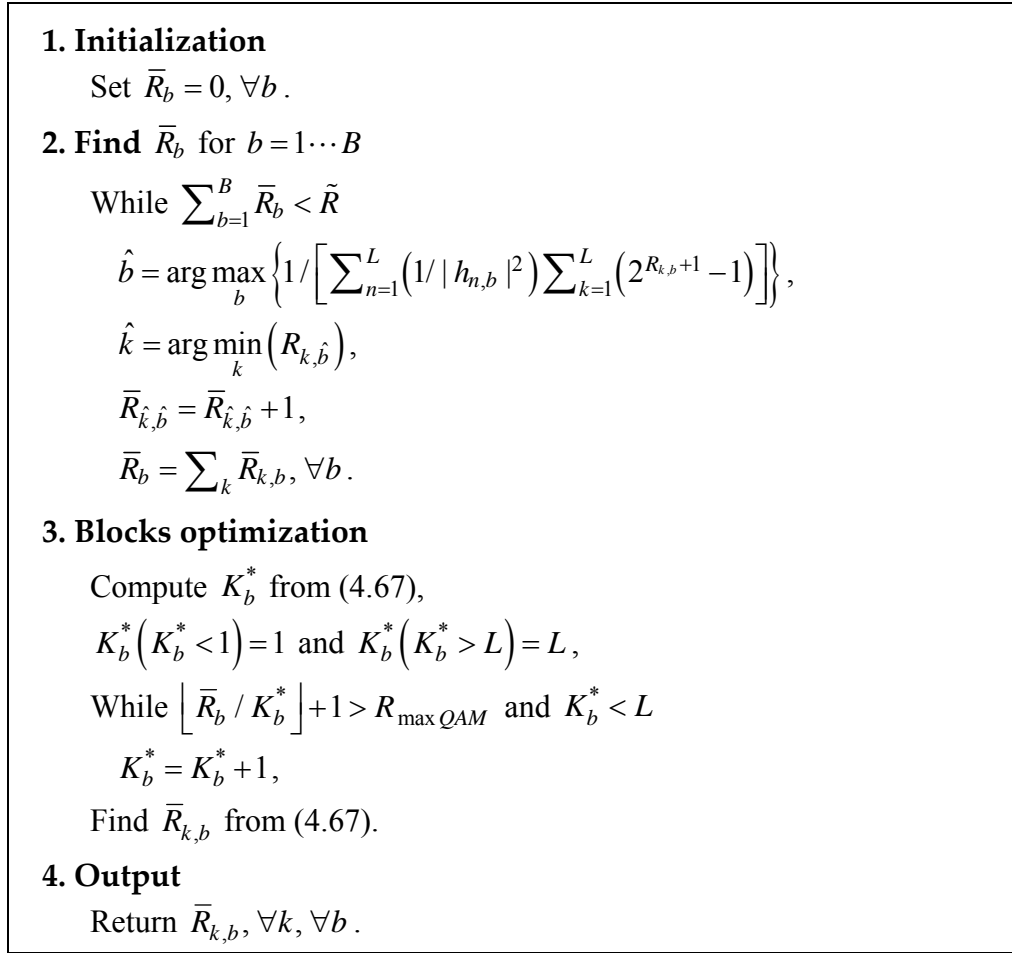 1. Initialization
Set R̅_b = 0, ∀b .
2. Find R̅_b for b = 1⋯B
While ∑_{b=1}^{B} R̅_b < R̃
b̂ = arg max_b {1/[∑_{n=1}^{L}(1/| h_{n,b} |²)∑_{k=1}^{L}(2^{R_{k,b}+1} −1)]} ,
k̂ = arg min_k (R_{k,b̂}) ,
R̅_{k̂,b̂} = R̅_{k̂,b̂} +1 ,
R̅_b = ∑_k R̅_{k,b} , ∀b .
3. Blocks optimization
Compute K_b^* from (4.67),
K_b^*(K_b^* < 1) = 1 and K_b^*(K_b^* > L) = L ,
While ⌊R̅_b / K_b^*⌋ +1 > R_{max QAM} and K_b^* < L
K_b^* = K_b^* +1 ,
Find R̅_{k,b} from (4.67).
4. Output
Return R̅_{k,b} , ∀k, ∀b .